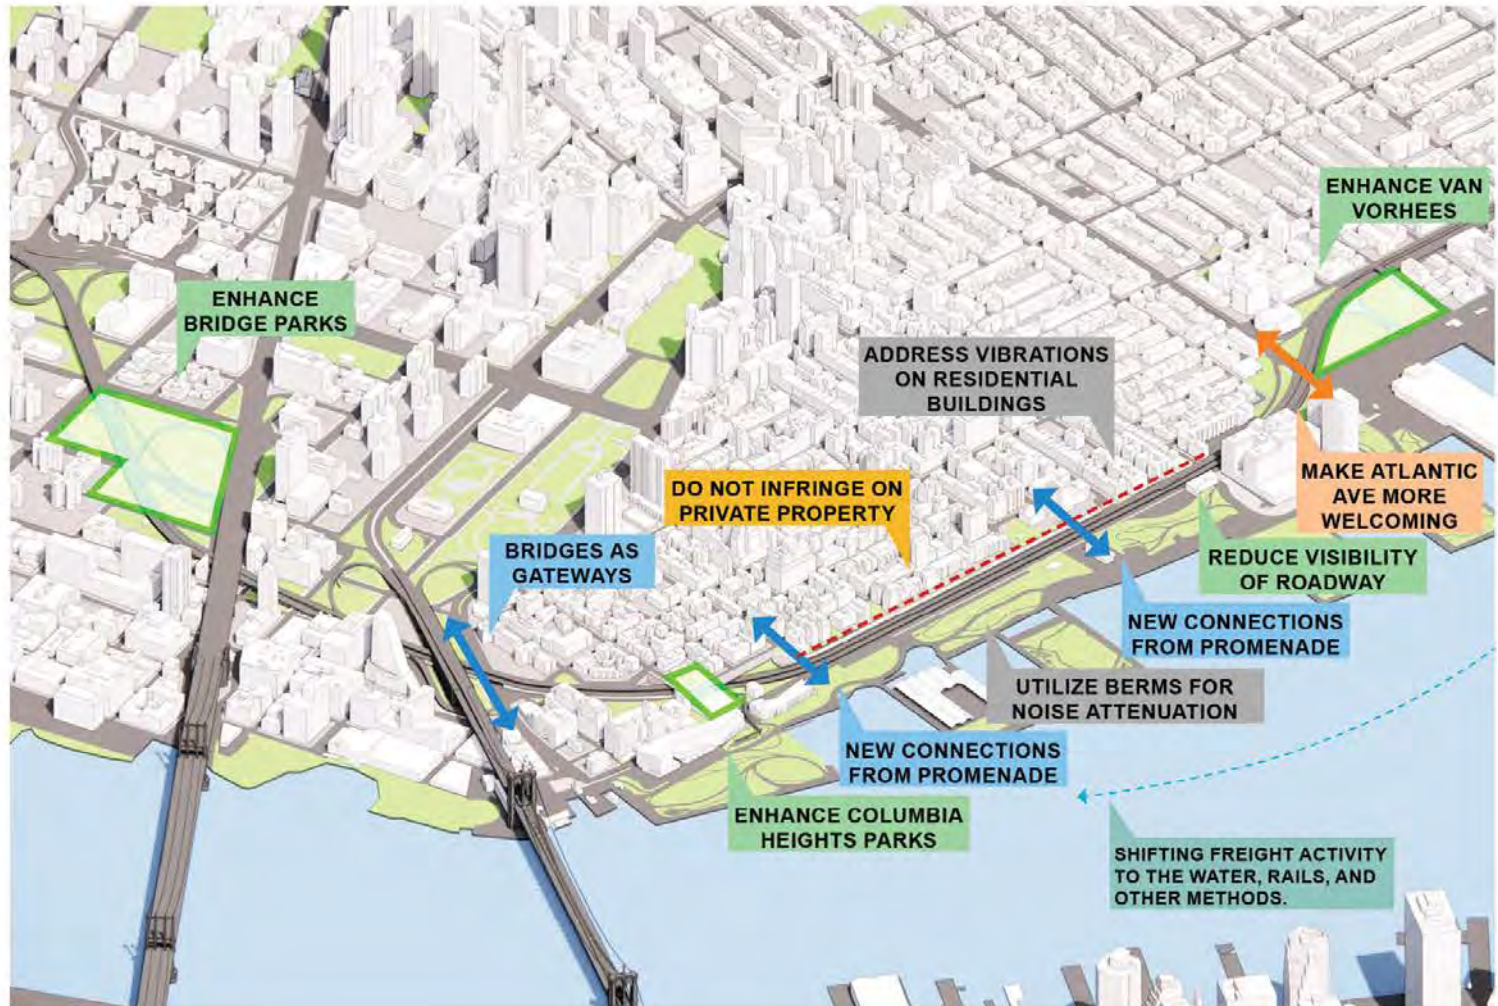 ENHANCE VAN
VORHEES
ENHANCE
BRIDGE PARKS
ADDRESS VIBRATIONS
ON RESIDENTIAL
BUILDINGS
MAKE ATLANTIC
AVE MORE
WELCOMING
DO NOT INFRINGE ON
PRIVATE PROPERTY
BRIDGES AS
GATEWAYS
REDUCE VISIBILITY
OF ROADWAY
NEW CONNECTIONS
FROM PROMENADE
UTILIZE BERMS FOR
NOISE ATTENUATION
NEW CONNECTIONS
FROM PROMENADE
ENHANCE COLUMBIA
HEIGHTS PARKS
SHIFTING FREIGHT ACTIVITY
TO THE WATER, RAILS, AND
OTHER METHODS.